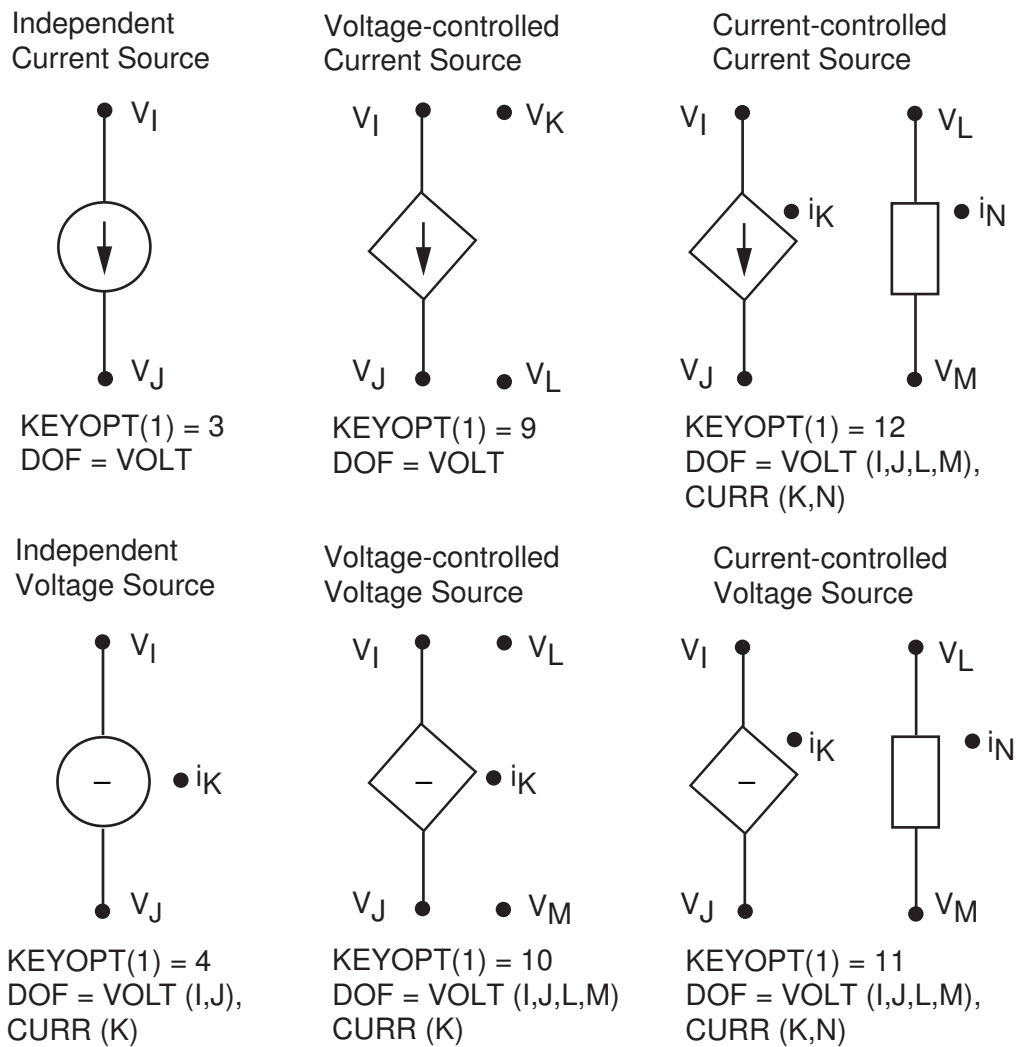 Independent
Current Source
V_I
V_J
KEYOPT(1) = 3
DOF = VOLT
Voltage-controlled
Current Source
V_I
V_K
V_J
V_L
KEYOPT(1) = 9
DOF = VOLT
Current-controlled
Current Source
V_I
V_L
i_K
i_N
V_J
V_M
KEYOPT(1) = 12
DOF = VOLT (I,J,L,M),
CURR (K,N)
Independent
Voltage Source
V_I
–
i_K
V_J
KEYOPT(1) = 4
DOF = VOLT (I,J),
CURR (K)
Voltage-controlled
Voltage Source
V_I
V_L
–
i_K
V_J
V_M
KEYOPT(1) = 10
DOF = VOLT (I,J,L,M)
CURR (K)
Current-controlled
Voltage Source
V_I
V_L
–
i_K
i_N
V_J
V_M
KEYOPT(1) = 11
DOF = VOLT (I,J,L,M),
CURR (K,N)